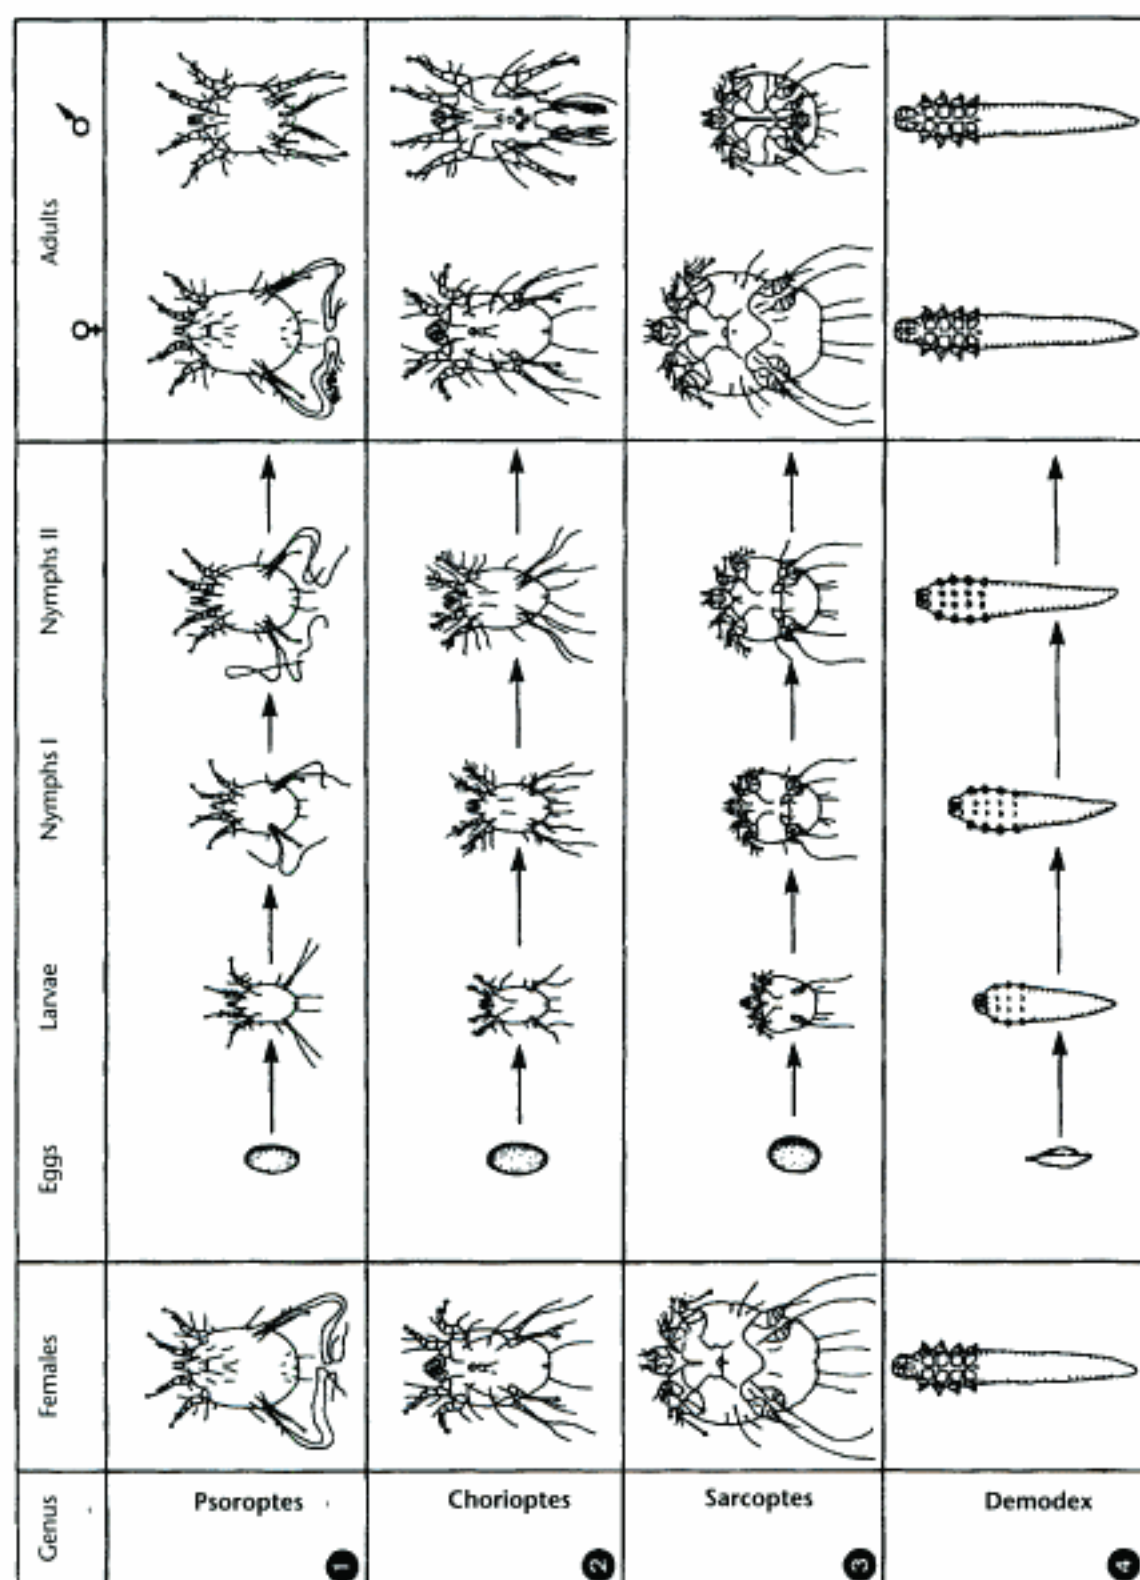 Genus Females Eggs Larvae Nymphs I Nymphs II Adults
♀ ♂
Psoroptes
1
Chorioptes
2
Sarcoptes
3
Demodex
4